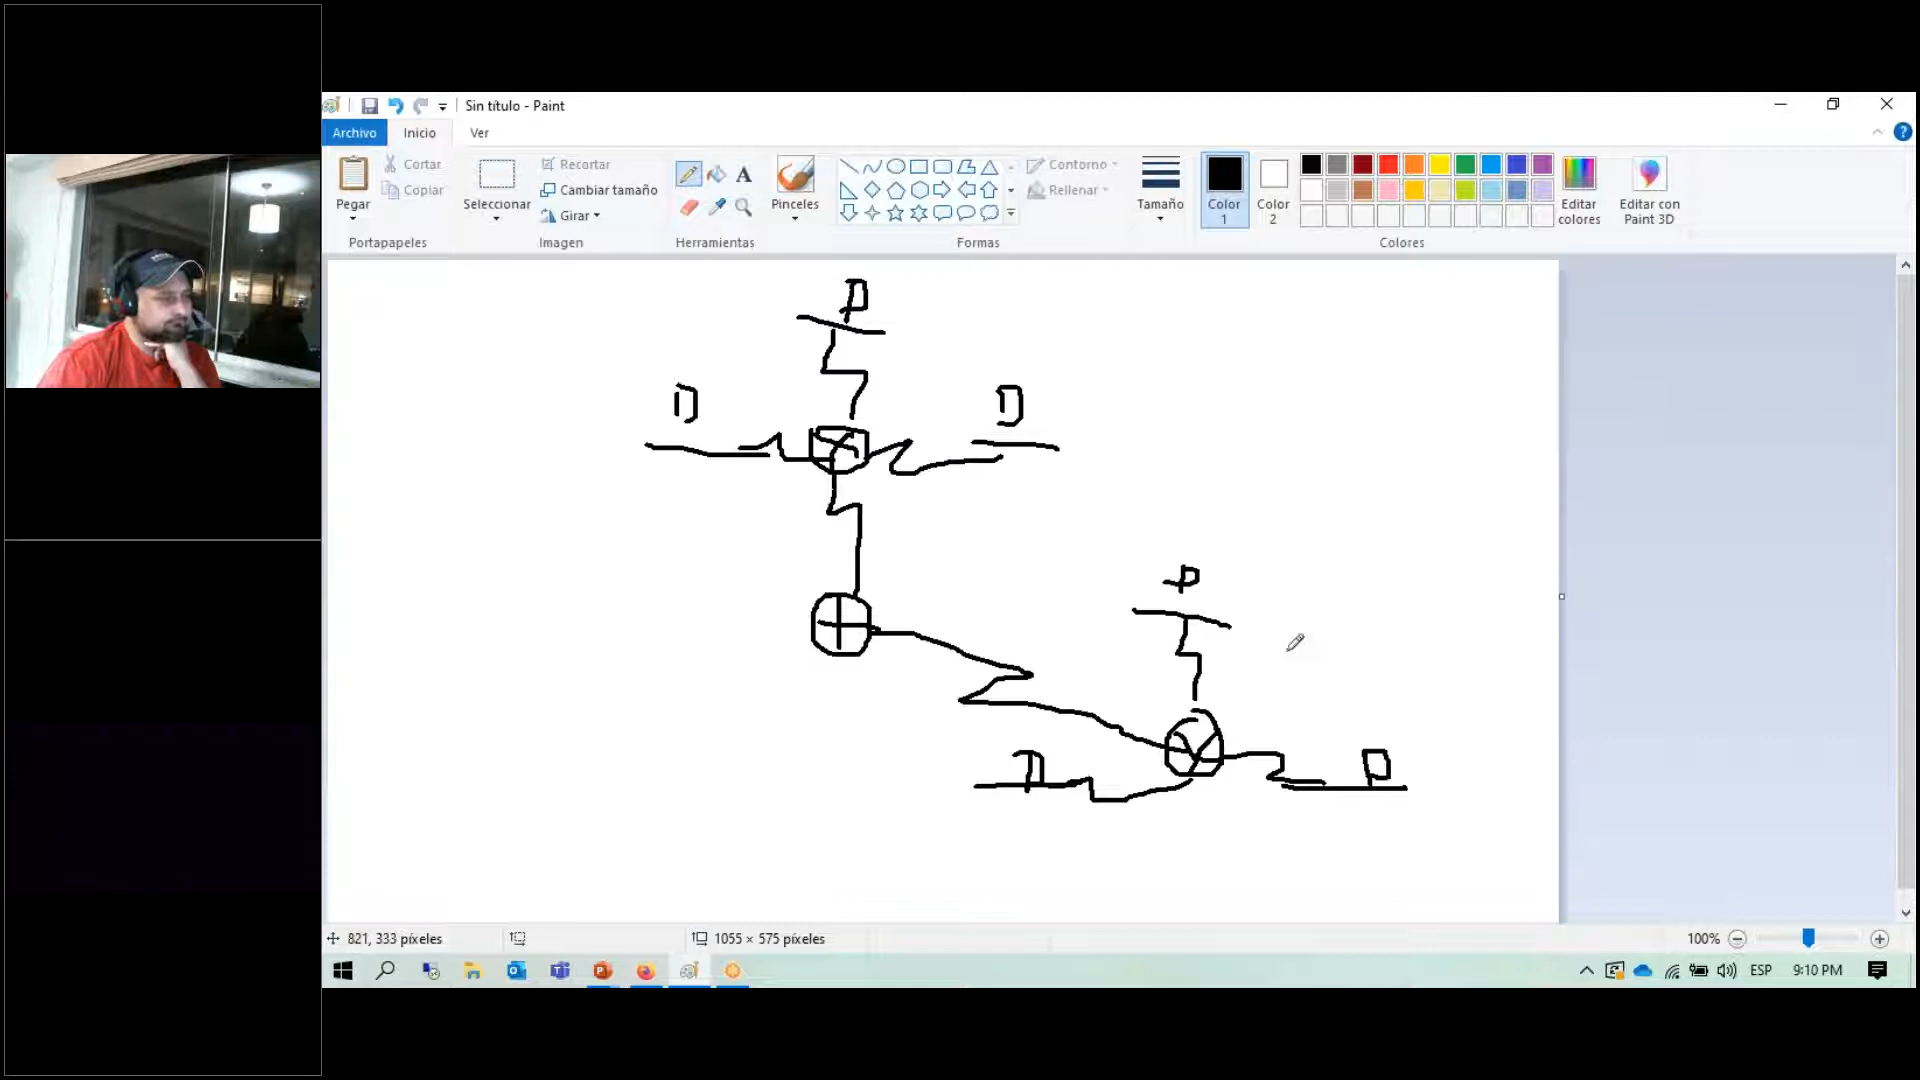 Sin título - Paint
Archivo Inicio Ver
Pegar
Cortar
Copiar
Portapapeles
Seleccionar
Recortar
Cambiar tamaño
Girar
Imagen
A
Herramientas
Pinceles
Formas
Contorno
Rellenar
Tamaño
Color 1
Color 2
Colores
Editar colores
Editar con Paint 3D
?
P
D D
P
D D
821, 333 píxeles
1055 × 575 píxeles
100%
ESP
9:10 PM